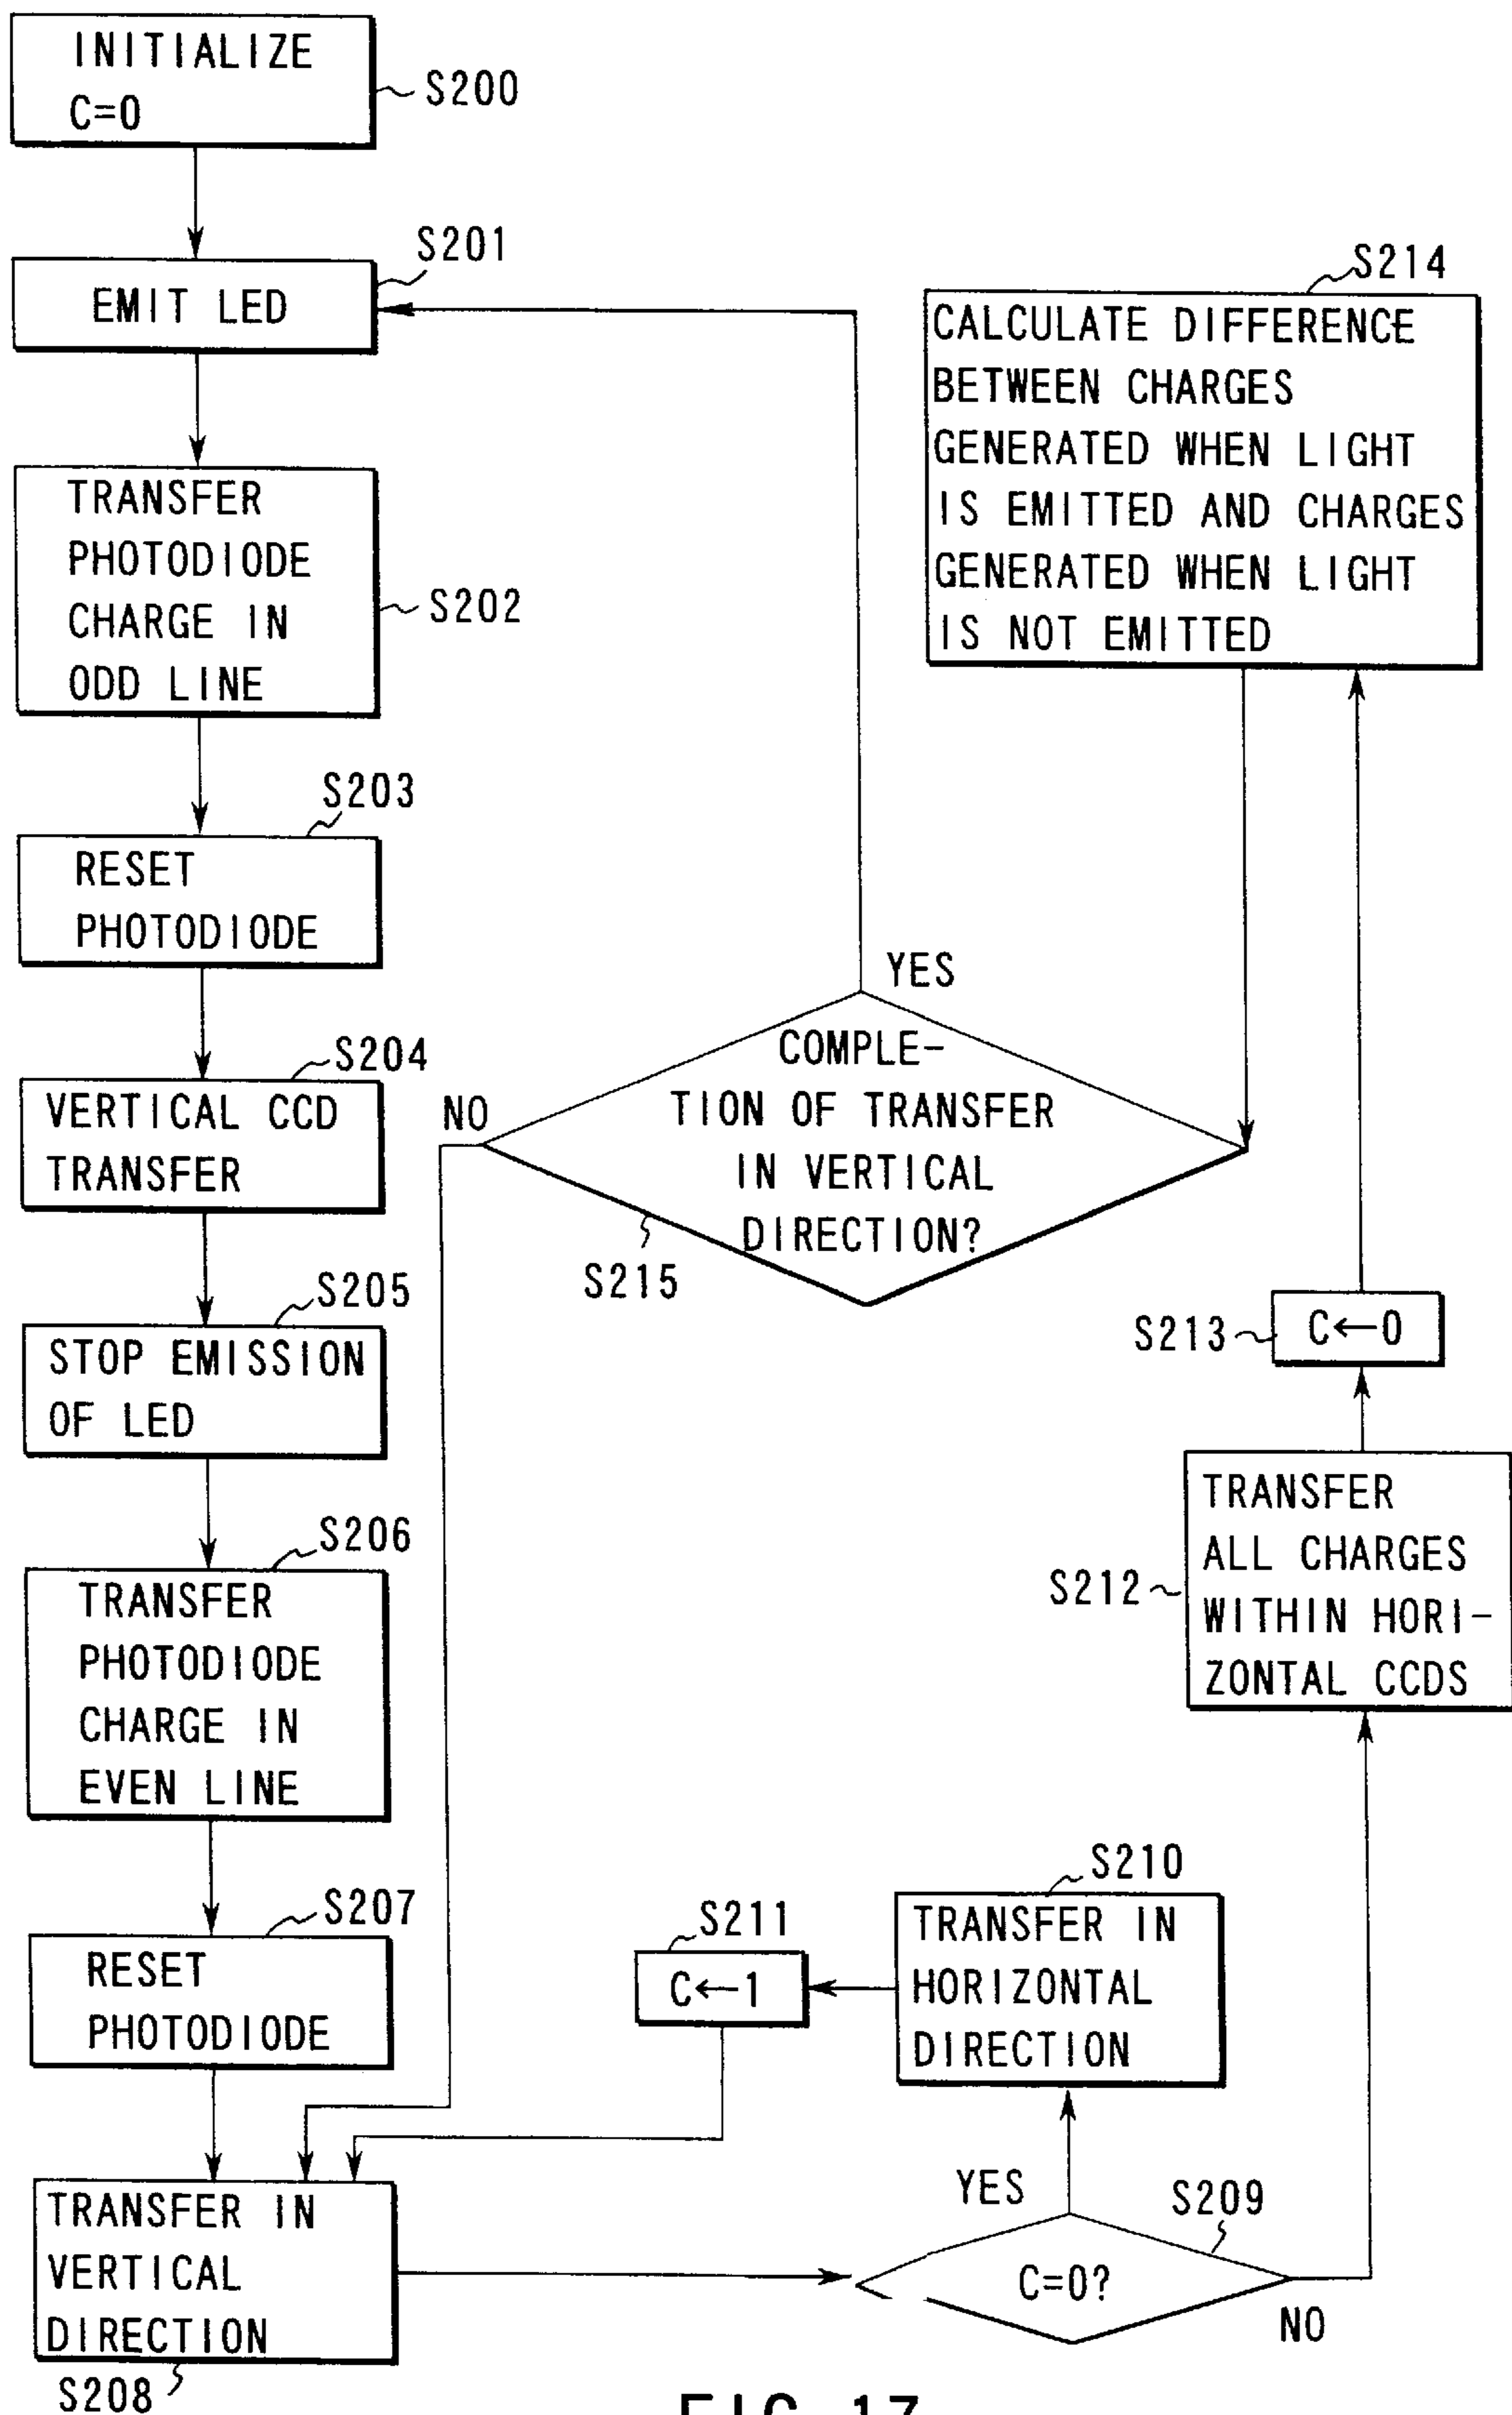 INITIALIZE
C=0
S200
S201
EMIT LED
TRANSFER
PHOTODIODE
CHARGE IN
ODD LINE
S202
S203
RESET
PHOTODIODE
S204
VERTICAL CCD
TRANSFER
S205
STOP EMISSION
OF LED
S206
TRANSFER
PHOTODIODE
CHARGE IN
EVEN LINE
S207
RESET
PHOTODIODE
TRANSFER IN
VERTICAL
DIRECTION
S208
S209
C=0?
YES
NO
S210
TRANSFER IN
HORIZONTAL
DIRECTION
S211
C←1
S212
TRANSFER
ALL CHARGES
WITHIN HORI-
ZONTAL CCDS
S213
C←0
S214
CALCULATE DIFFERENCE
BETWEEN CHARGES
GENERATED WHEN LIGHT
IS EMITTED AND CHARGES
GENERATED WHEN LIGHT
IS NOT EMITTED
YES
COMPLE-
TION OF TRANSFER
IN VERTICAL
DIRECTION?
NO
S215
FIG. 17